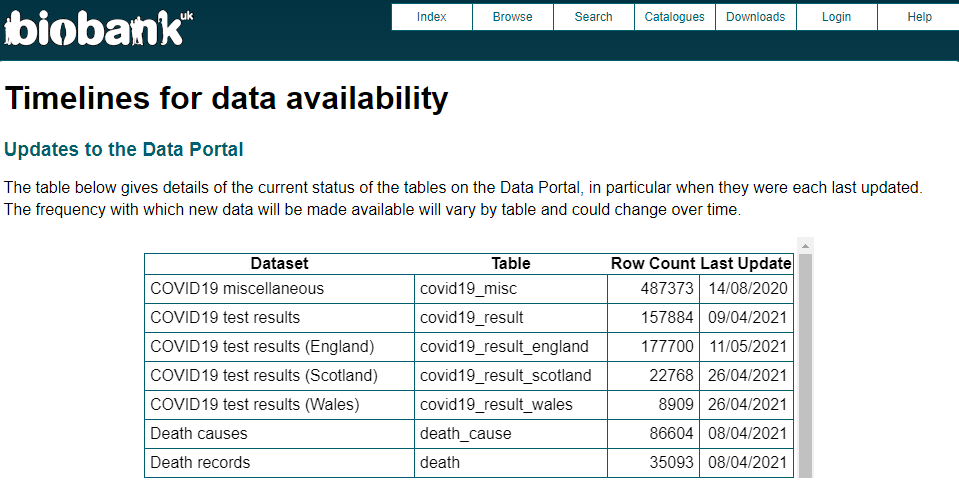 biobank uk
Index Browse Search Catalogues Downloads Login Help
Timelines for data availability
Updates to the Data Portal
The table below gives details of the current status of the tables on the Data Portal, in particular when they were each last updated.
The frequency with which new data will be made available will vary by table and could change over time.
Dataset Table Row Count Last Update
COVID19 miscellaneous covid19_misc 487373 14/08/2020
COVID19 test results covid19_result 157884 09/04/2021
COVID19 test results (England) covid19_result_england 177700 11/05/2021
COVID19 test results (Scotland) covid19_result_scotland 22768 26/04/2021
COVID19 test results (Wales) covid19_result_wales 8909 26/04/2021
Death causes death_cause 86604 08/04/2021
Death records death 35093 08/04/2021